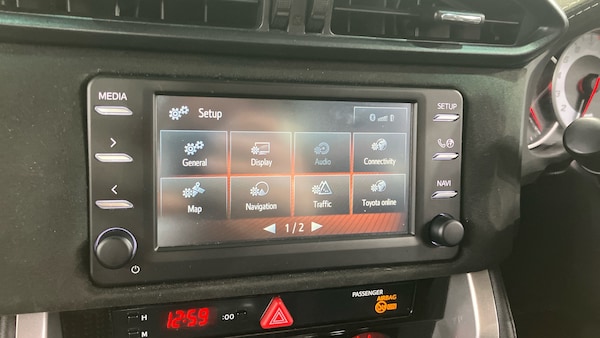 MEDIA
SETUP
NAVI
Setup
General
Display
Audio
Connectivity
Map
Navigation
Traffic
Toyota online
1/2
H
M
12:59
:00
PASSENGER
AIRBAG